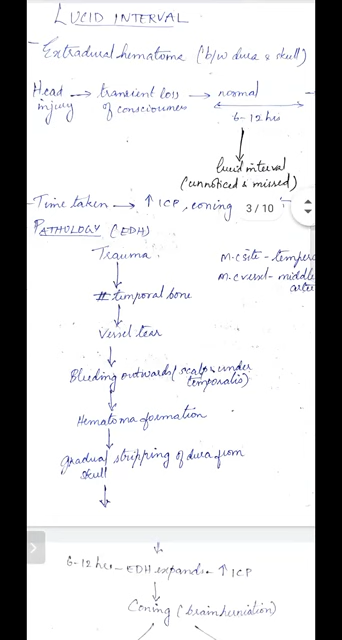 LUCID INTERVAL
- Extradural hematoma (b/w dura & skull)
Head injury → transient loss of consciousness → normal
6-12 hrs
lucid interval
(unnoticed & missed)
- Time taken → ↑ ICP, coning
3 / 10
PATHOLOGY (EDH)
Trauma
M.C site - tempor
# temporal bone
M.C vessel - middle
arte
Vessel tear
Bleeding outwards (scalp & under
temporalis)
Hematoma formation
gradual stripping of dura from
skull
6-12 hrs - EDH expands - ↑ ICP
Coning (brain herniation)